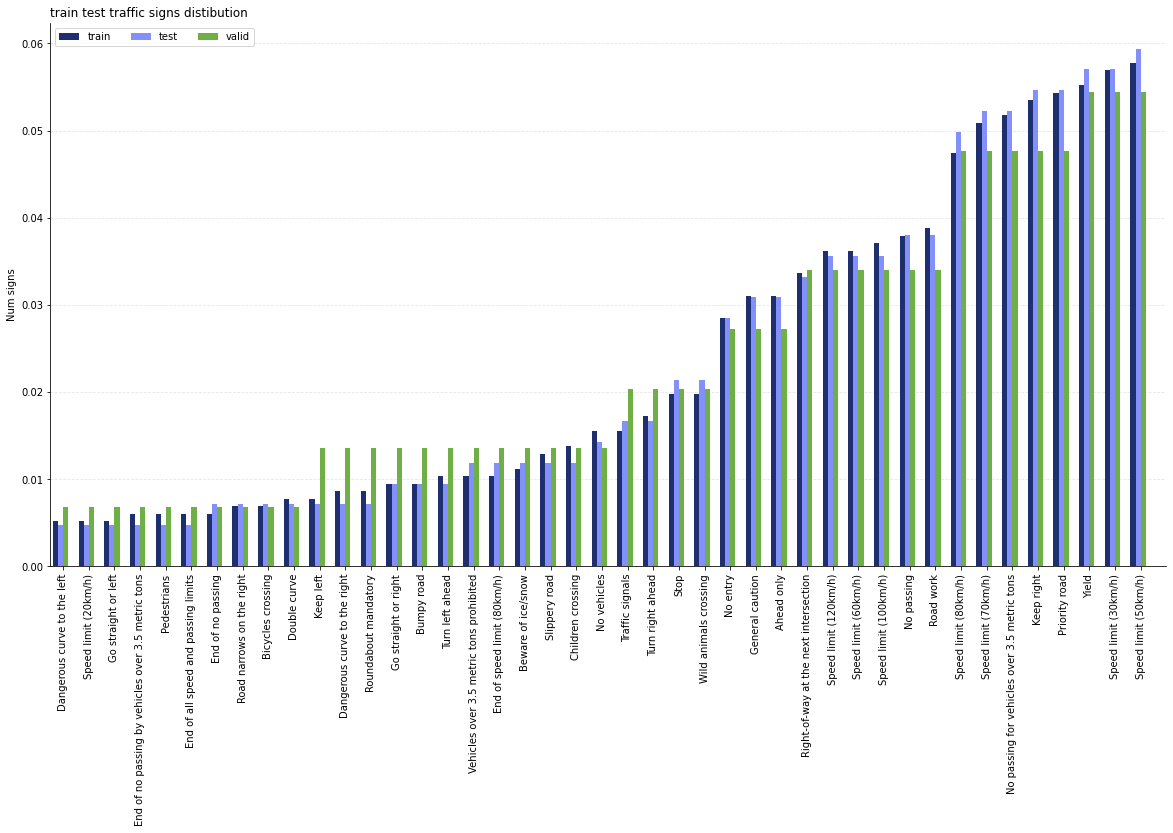 train test traffic signs distibution
train test valid
0.06
0.05
0.04
0.03
0.02
0.01
0.00
Num signs
Dangerous curve to the left
Speed limit (20km/h)
Go straight or left
End of no passing by vehicles over 3.5 metric tons
Pedestrians
End of all speed and passing limits
End of no passing
Road narrows on the right
Bicycles crossing
Double curve
Keep left
Dangerous curve to the right
Roundabout mandatory
Go straight or right
Bumpy road
Turn left ahead
Vehicles over 3.5 metric tons prohibited
End of speed limit (80km/h)
Beware of ice/snow
Slippery road
Children crossing
No vehicles
Traffic signals
Turn right ahead
Stop
Wild animals crossing
No entry
General caution
Ahead only
Right-of-way at the next intersection
Speed limit (120km/h)
Speed limit (60km/h)
Speed limit (100km/h)
No passing
Road work
Speed limit (80km/h)
Speed limit (70km/h)
No passing for vehicles over 3.5 metric tons
Keep right
Priority road
Yield
Speed limit (30km/h)
Speed limit (50km/h)